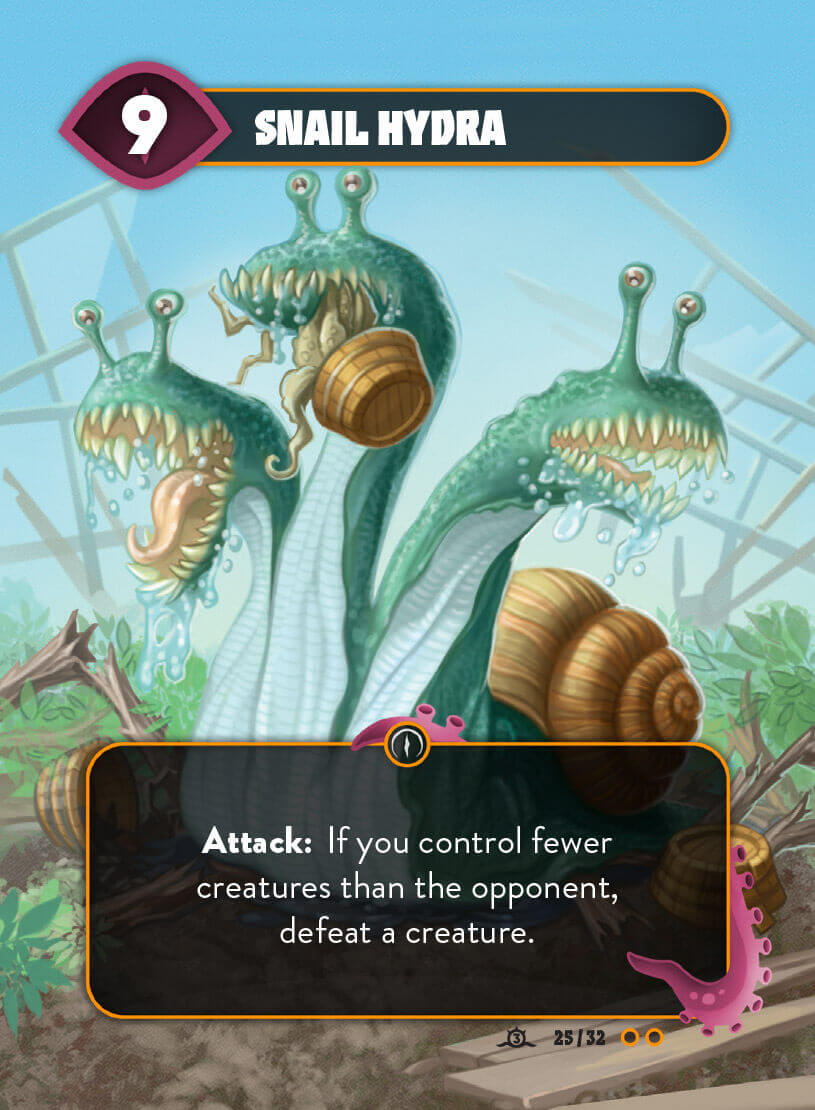 9
SNAIL HYDRA
Attack: If you control fewer
creatures than the opponent,
defeat a creature.
3 25/32